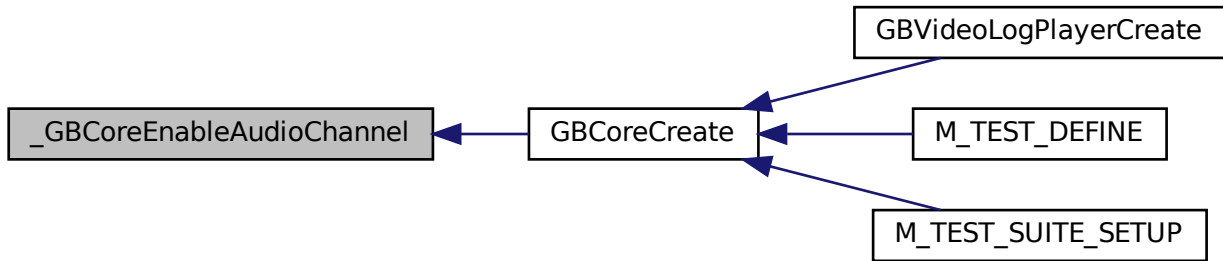 GBVideoLogPlayerCreate
_GBCoreEnableAudioChannel
GBCoreCreate
M_TEST_DEFINE
M_TEST_SUITE_SETUP